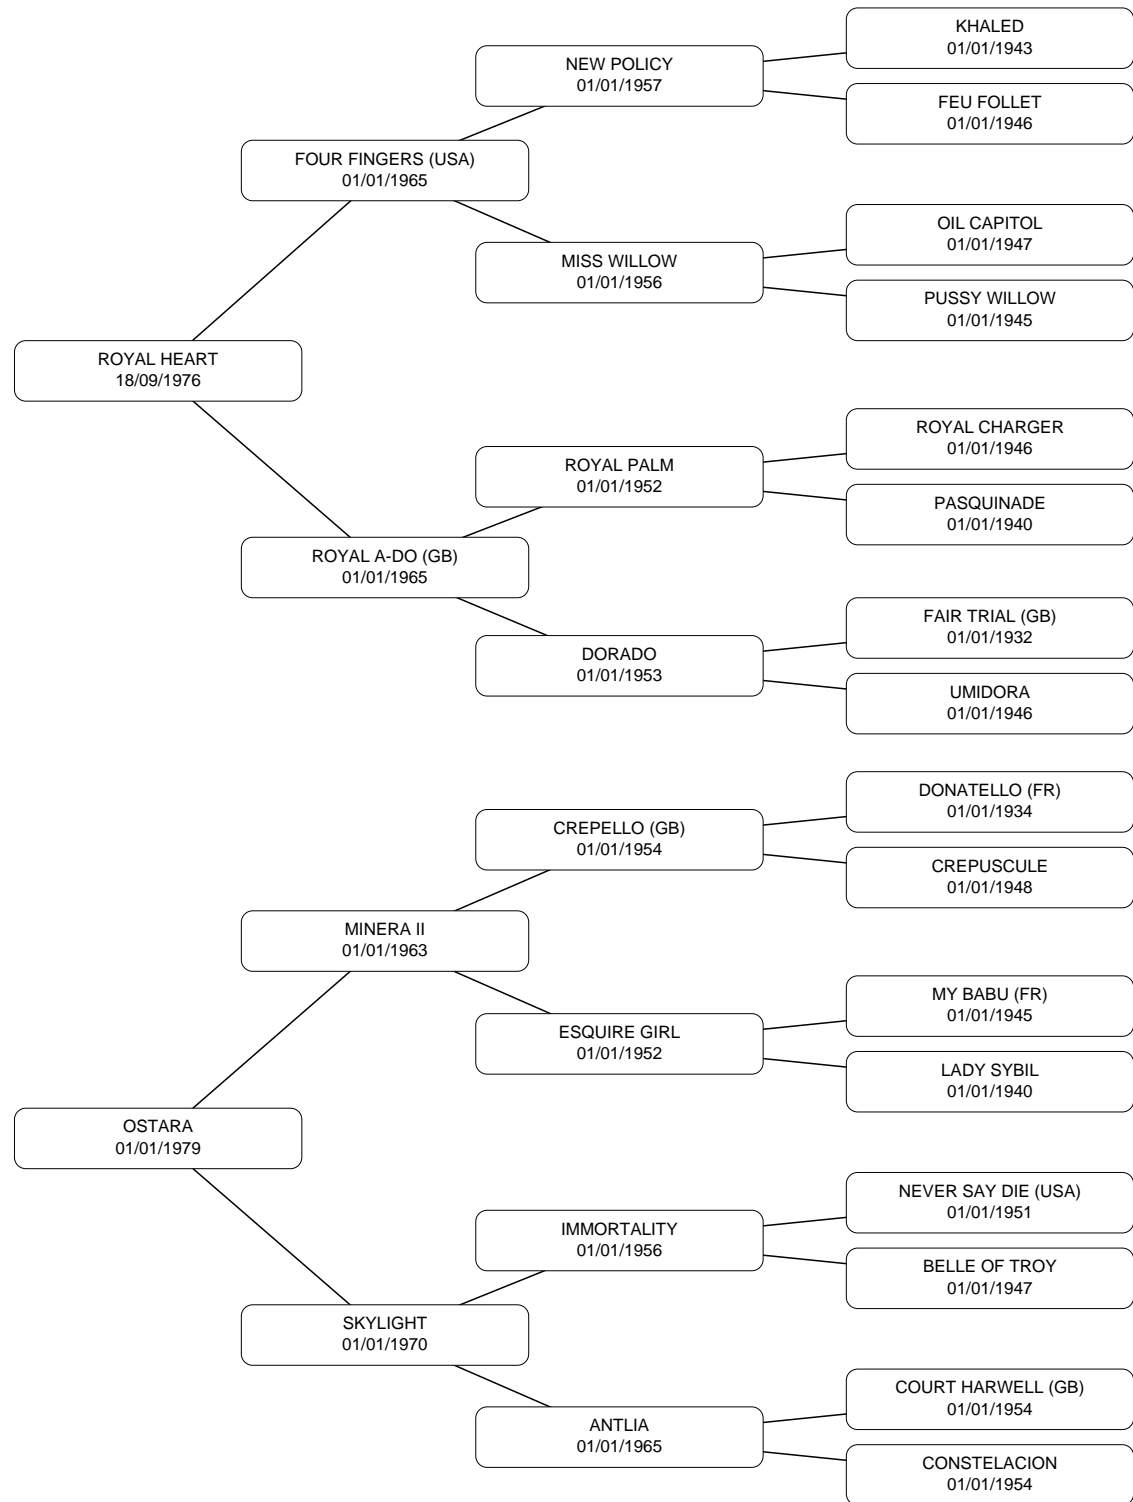 KHALED
01/01/1943
NEW POLICY
01/01/1957
FEU FOLLET
01/01/1946
FOUR FINGERS (USA)
01/01/1965
OIL CAPITOL
01/01/1947
MISS WILLOW
01/01/1956
PUSSY WILLOW
01/01/1945
ROYAL HEART
18/09/1976
ROYAL CHARGER
01/01/1946
ROYAL PALM
01/01/1952
PASQUINADE
01/01/1940
ROYAL A-DO (GB)
01/01/1965
FAIR TRIAL (GB)
01/01/1932
DORADO
01/01/1953
UMIDORA
01/01/1946
DONATELLO (FR)
01/01/1934
CREPELLO (GB)
01/01/1954
CREPUSCULE
01/01/1948
MINERA II
01/01/1963
MY BABU (FR)
01/01/1945
ESQUIRE GIRL
01/01/1952
LADY SYBIL
01/01/1940
OSTARA
01/01/1979
NEVER SAY DIE (USA)
01/01/1951
IMMORTALITY
01/01/1956
BELLE OF TROY
01/01/1947
SKYLIGHT
01/01/1970
COURT HARWELL (GB)
01/01/1954
ANTLIA
01/01/1965
CONSTELACION
01/01/1954